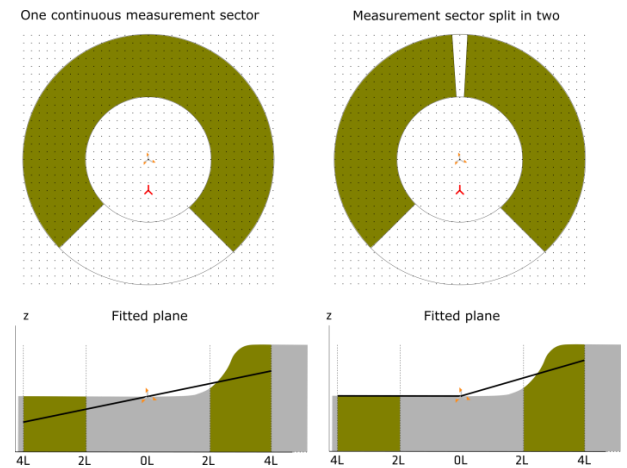 One continuous measurement sector
Measurement sector split in two
z
Fitted plane
z
Fitted plane
4L 2L 0L 2L 4L
4L 2L 0L 2L 4L